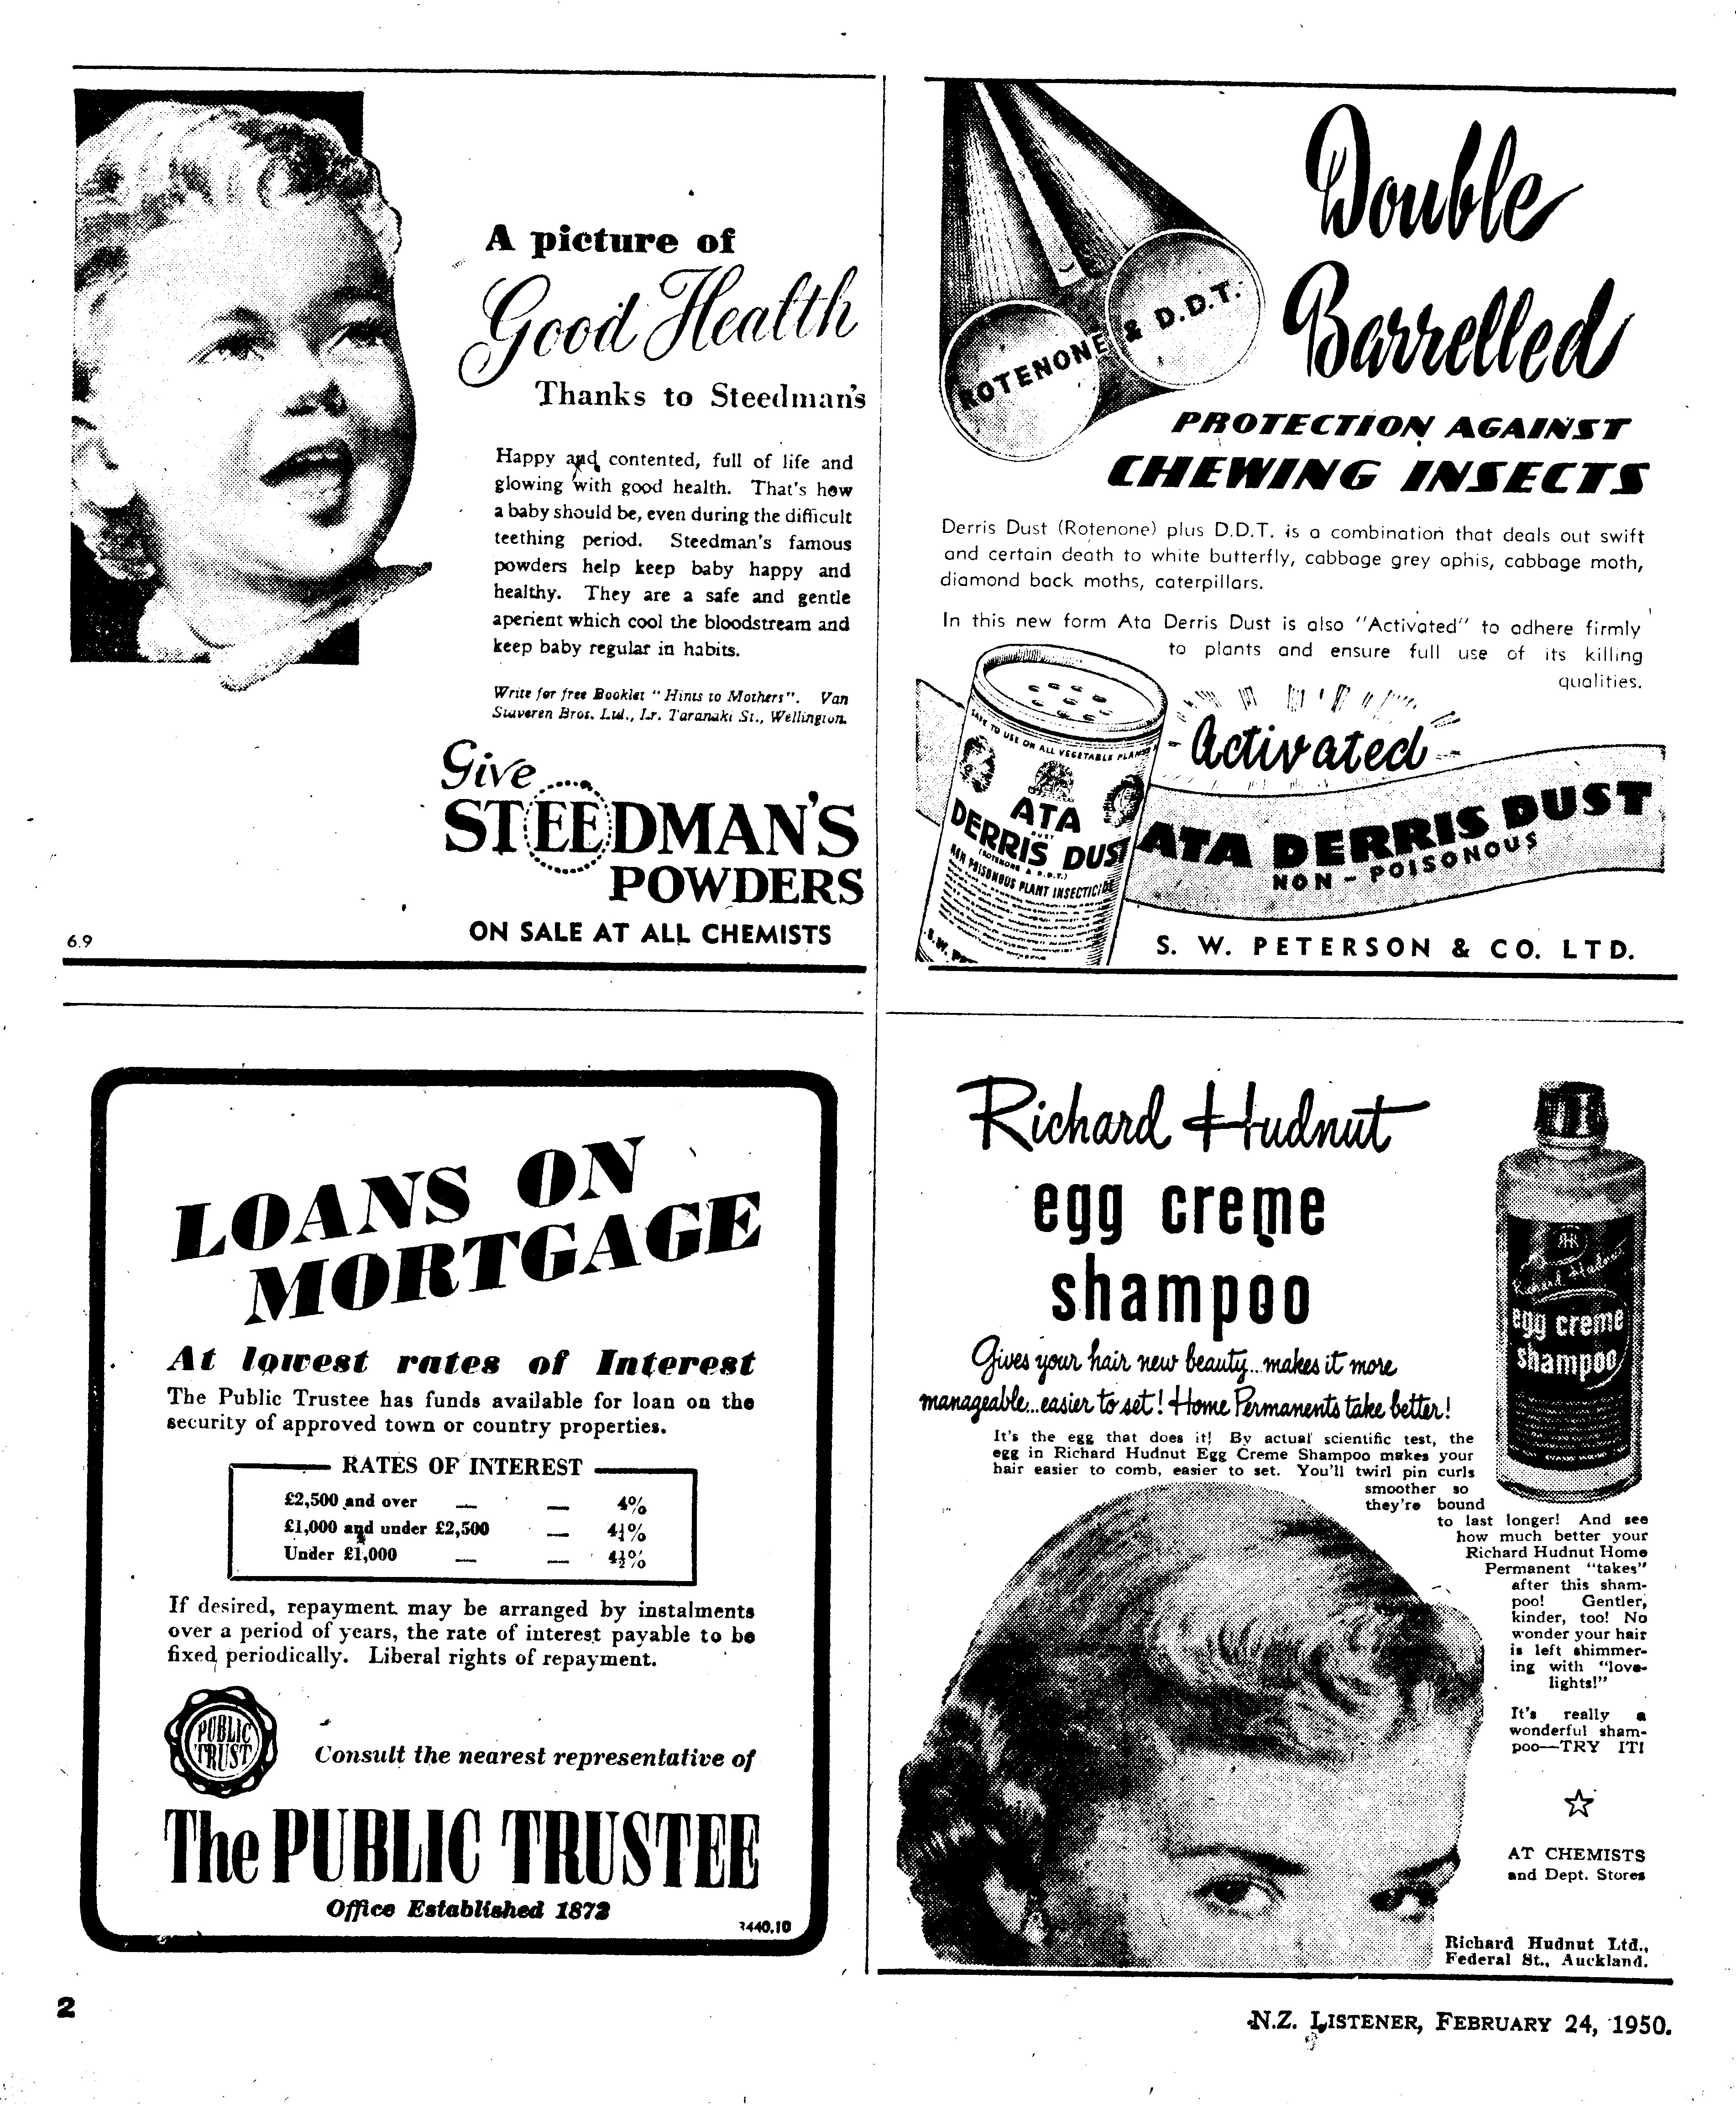 A picture of
Good Health
Thanks to Steedman's
Happy and contented, full of life and
glowing with good health. That's how
a baby should be, even during the difficult
teething period. Steedman's famous
powders help keep baby happy and
healthy. They are a safe and gentle
aperient which cool the bloodstream and
keep baby regular in habits.
Write for free Booklet "Hints to Mothers". Van
Staveren Bros. Ltd., Lr. Taranaki St., Wellington.
Give
STEEDMAN'S
POWDERS
ON SALE AT ALL CHEMISTS
6.9
Double
Barrelled
ROTENONE & D.D.T.
PROTECTION AGAINST
CHEWING INSECTS
Derris Dust (Rotenone) plus D.D.T. is a combination that deals out swift
and certain death to white butterfly, cabbage grey aphis, cabbage moth,
diamond back moths, caterpillars.
In this new form Ata Derris Dust is also "Activated" to adhere firmly
to plants and ensure full use of its killing
qualities.
SAFE TO USE ON ALL VEGETABLE PLANTS
ATA
DUST
DERRIS DUST
(ROTENONE & D.D.T.)
NON POISONOUS PLANT INSECTICIDE
S. W.
Activated
ATA DERRIS DUST
NON-POISONOUS
S. W. PETERSON & CO. LTD.
LOANS ON
MORTGAGE
At lowest rates of Interest
The Public Trustee has funds available for loan on the
security of approved town or country properties.
RATES OF INTEREST
£2,500 and over — — 4%
£1,000 and under £2,500 — 4¼%
Under £1,000 — — 4½%
If desired, repayment may be arranged by instalments
over a period of years, the rate of interest payable to be
fixed periodically. Liberal rights of repayment.
PUBLIC
TRUST
Consult the nearest representative of
The PUBLIC TRUSTEE
Office Established 1872
3440.10
Richard Hudnut
egg creme
shampoo
Gives your hair new beauty...makes it more
manageable...easier to set! Home Permanents take better!
It's the egg that does it! By actual scientific test, the
egg in Richard Hudnut Egg Creme Shampoo makes your
hair easier to comb, easier to set. You'll twirl pin curls
smoother so
they're bound
to last longer! And see
how much better your
Richard Hudnut Home
Permanent "takes"
after this sham-
poo! Gentler,
kinder, too! No
wonder your hair
is left shimmer-
ing with "love-
lights!"
It's really a
wonderful sham-
poo—TRY IT!
RH
Richard Hudnut
egg creme
shampoo
AT CHEMISTS
and Dept. Stores
Richard Hudnut Ltd.,
Federal St., Auckland.
2
N.Z. LISTENER, FEBRUARY 24, 1950.